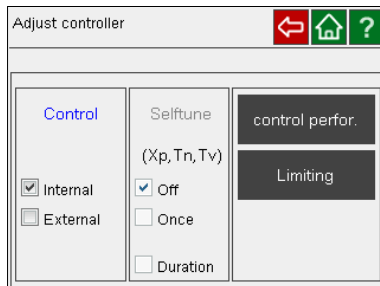 Adjust controller
?
Control
Internal
External
Selftune
(Xp,Tn,Tv)
Off
Once
Duration
control perfor.
Limiting